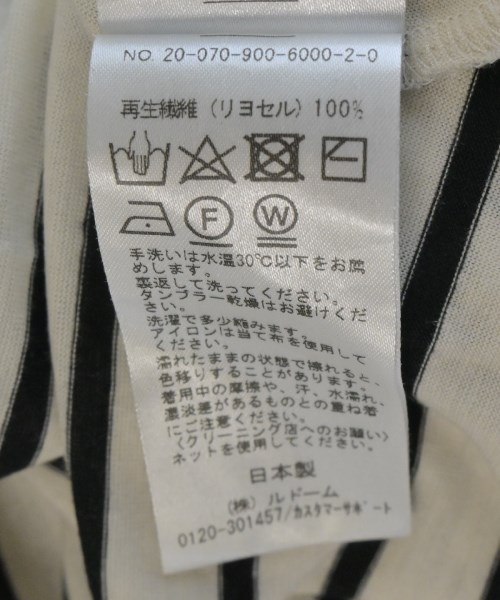 NO. 20-070-900-6000-2-0
再生繊維 (リヨセル) 100%
F
W
手洗いは水温30℃以下をお薦
めします。
裏返して洗ってください。
タンブラー乾燥はお避けくだ
さい。
洗濯で多少縮みます。
アイロンは当て布を使用して
ください。
濡れたままの状態で擦れると、
色移りすることがあります。
着用中の摩擦や、汗、水濡れ、
濃淡差があるものとの重ね着
にご注意ください。
〈クリーニング店へのお願い〉
ネットを使用してください。
日本製
(株) ルドーム
0120-301457/カスタマーサポート